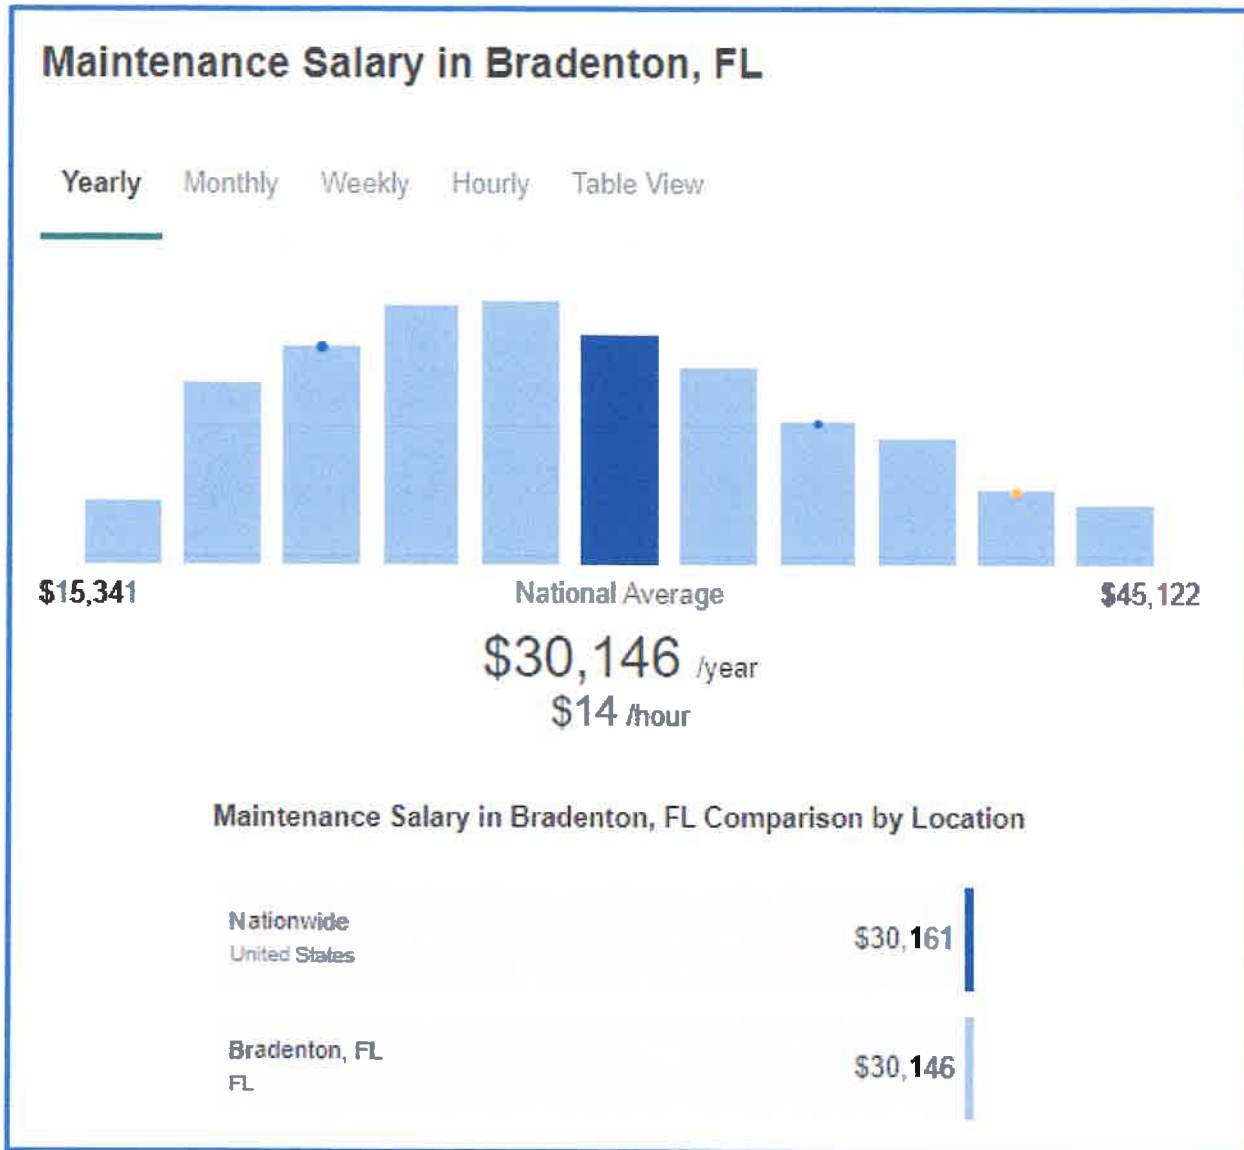 Maintenance Salary in Bradenton, FL
Yearly Monthly Weekly Hourly Table View
$15,341 National Average $45,122
$30,146 /year
$14 /hour
Maintenance Salary in Bradenton, FL Comparison by Location
Nationwide
United States
$30,161
Bradenton, FL
FL
$30,146